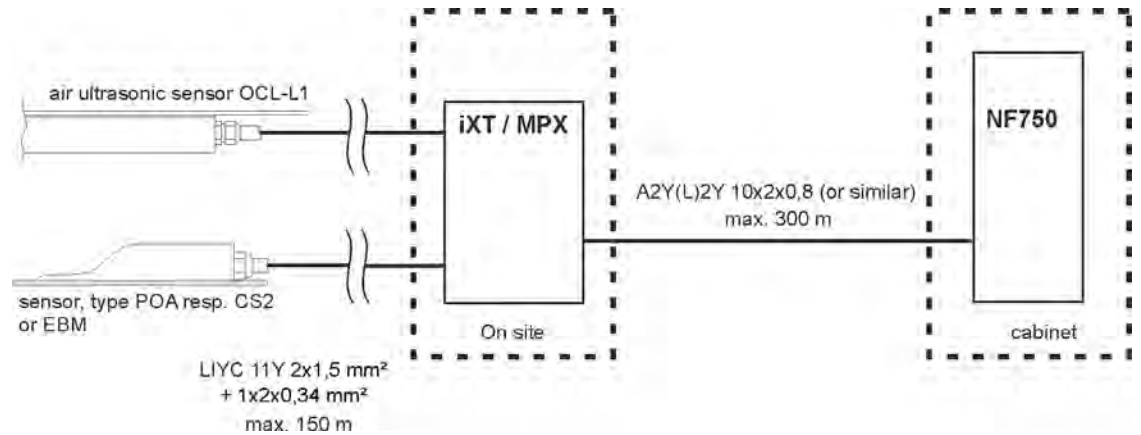 air ultrasonic sensor OCL-L1
iXT / MPX
NF750
A2Y(L)2Y 10x2x0,8 (or similar)
max. 300 m
sensor, type POA resp. CS2
or EBM
On site
cabinet
LIYC 11Y 2x1,5 mm²
+ 1x2x0,34 mm²
max. 150 m